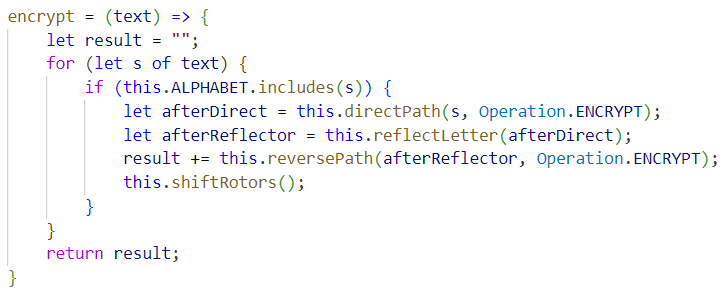 encrypt = (text) => {
    let result = "";
    for (let s of text) {
        if (this.ALPHABET.includes(s)) {
            let afterDirect = this.directPath(s, Operation.ENCRYPT);
            let afterReflector = this.reflectLetter(afterDirect);
            result += this.reversePath(afterReflector, Operation.ENCRYPT);
            this.shiftRotors();
        }
    }
    return result;
}